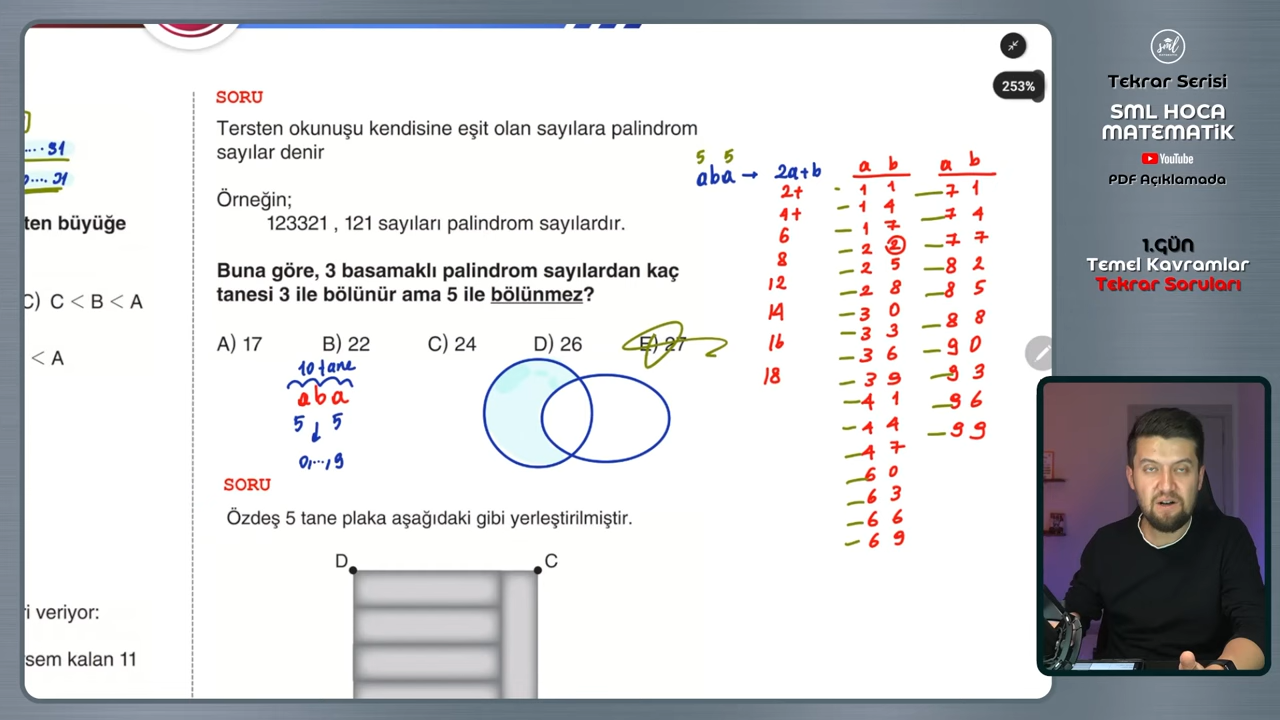 253%
SORU
Tersten okunuşu kendisine eşit olan sayılara palindrom
sayılar denir
Örneğin;
123321 , 121 sayıları palindrom sayılardır.
Buna göre, 3 basamaklı palindrom sayılardan kaç
tanesi 3 ile bölünür ama 5 ile bölünmez?
A) 17 B) 22 C) 24 D) 26 E) 27
10 tane
aba
5 5
0,...,9
5 5
aba → 2a+b
2+
4+
6
8
12
14
16
18
a b
1 1
1 4
1 7
2 2
2 5
2 8
3 0
3 3
3 6
3 9
4 1
4 4
4 7
6 0
6 3
6 6
6 9
a b
7 1
7 4
7 7
8 2
8 5
8 8
9 0
9 3
9 6
9 9
SORU
Özdeş 5 tane plaka aşağıdaki gibi yerleştirilmiştir.
D C
.... 91
.... 31
ten büyüğe
C) C < B < A
< A
i veriyor:
sem kalan 11
sml
Tekrar Serisi
SML HOCA
MATEMATİK
YouTube
PDF Açıklamada
1.GÜN
Temel Kavramlar
Tekrar Soruları